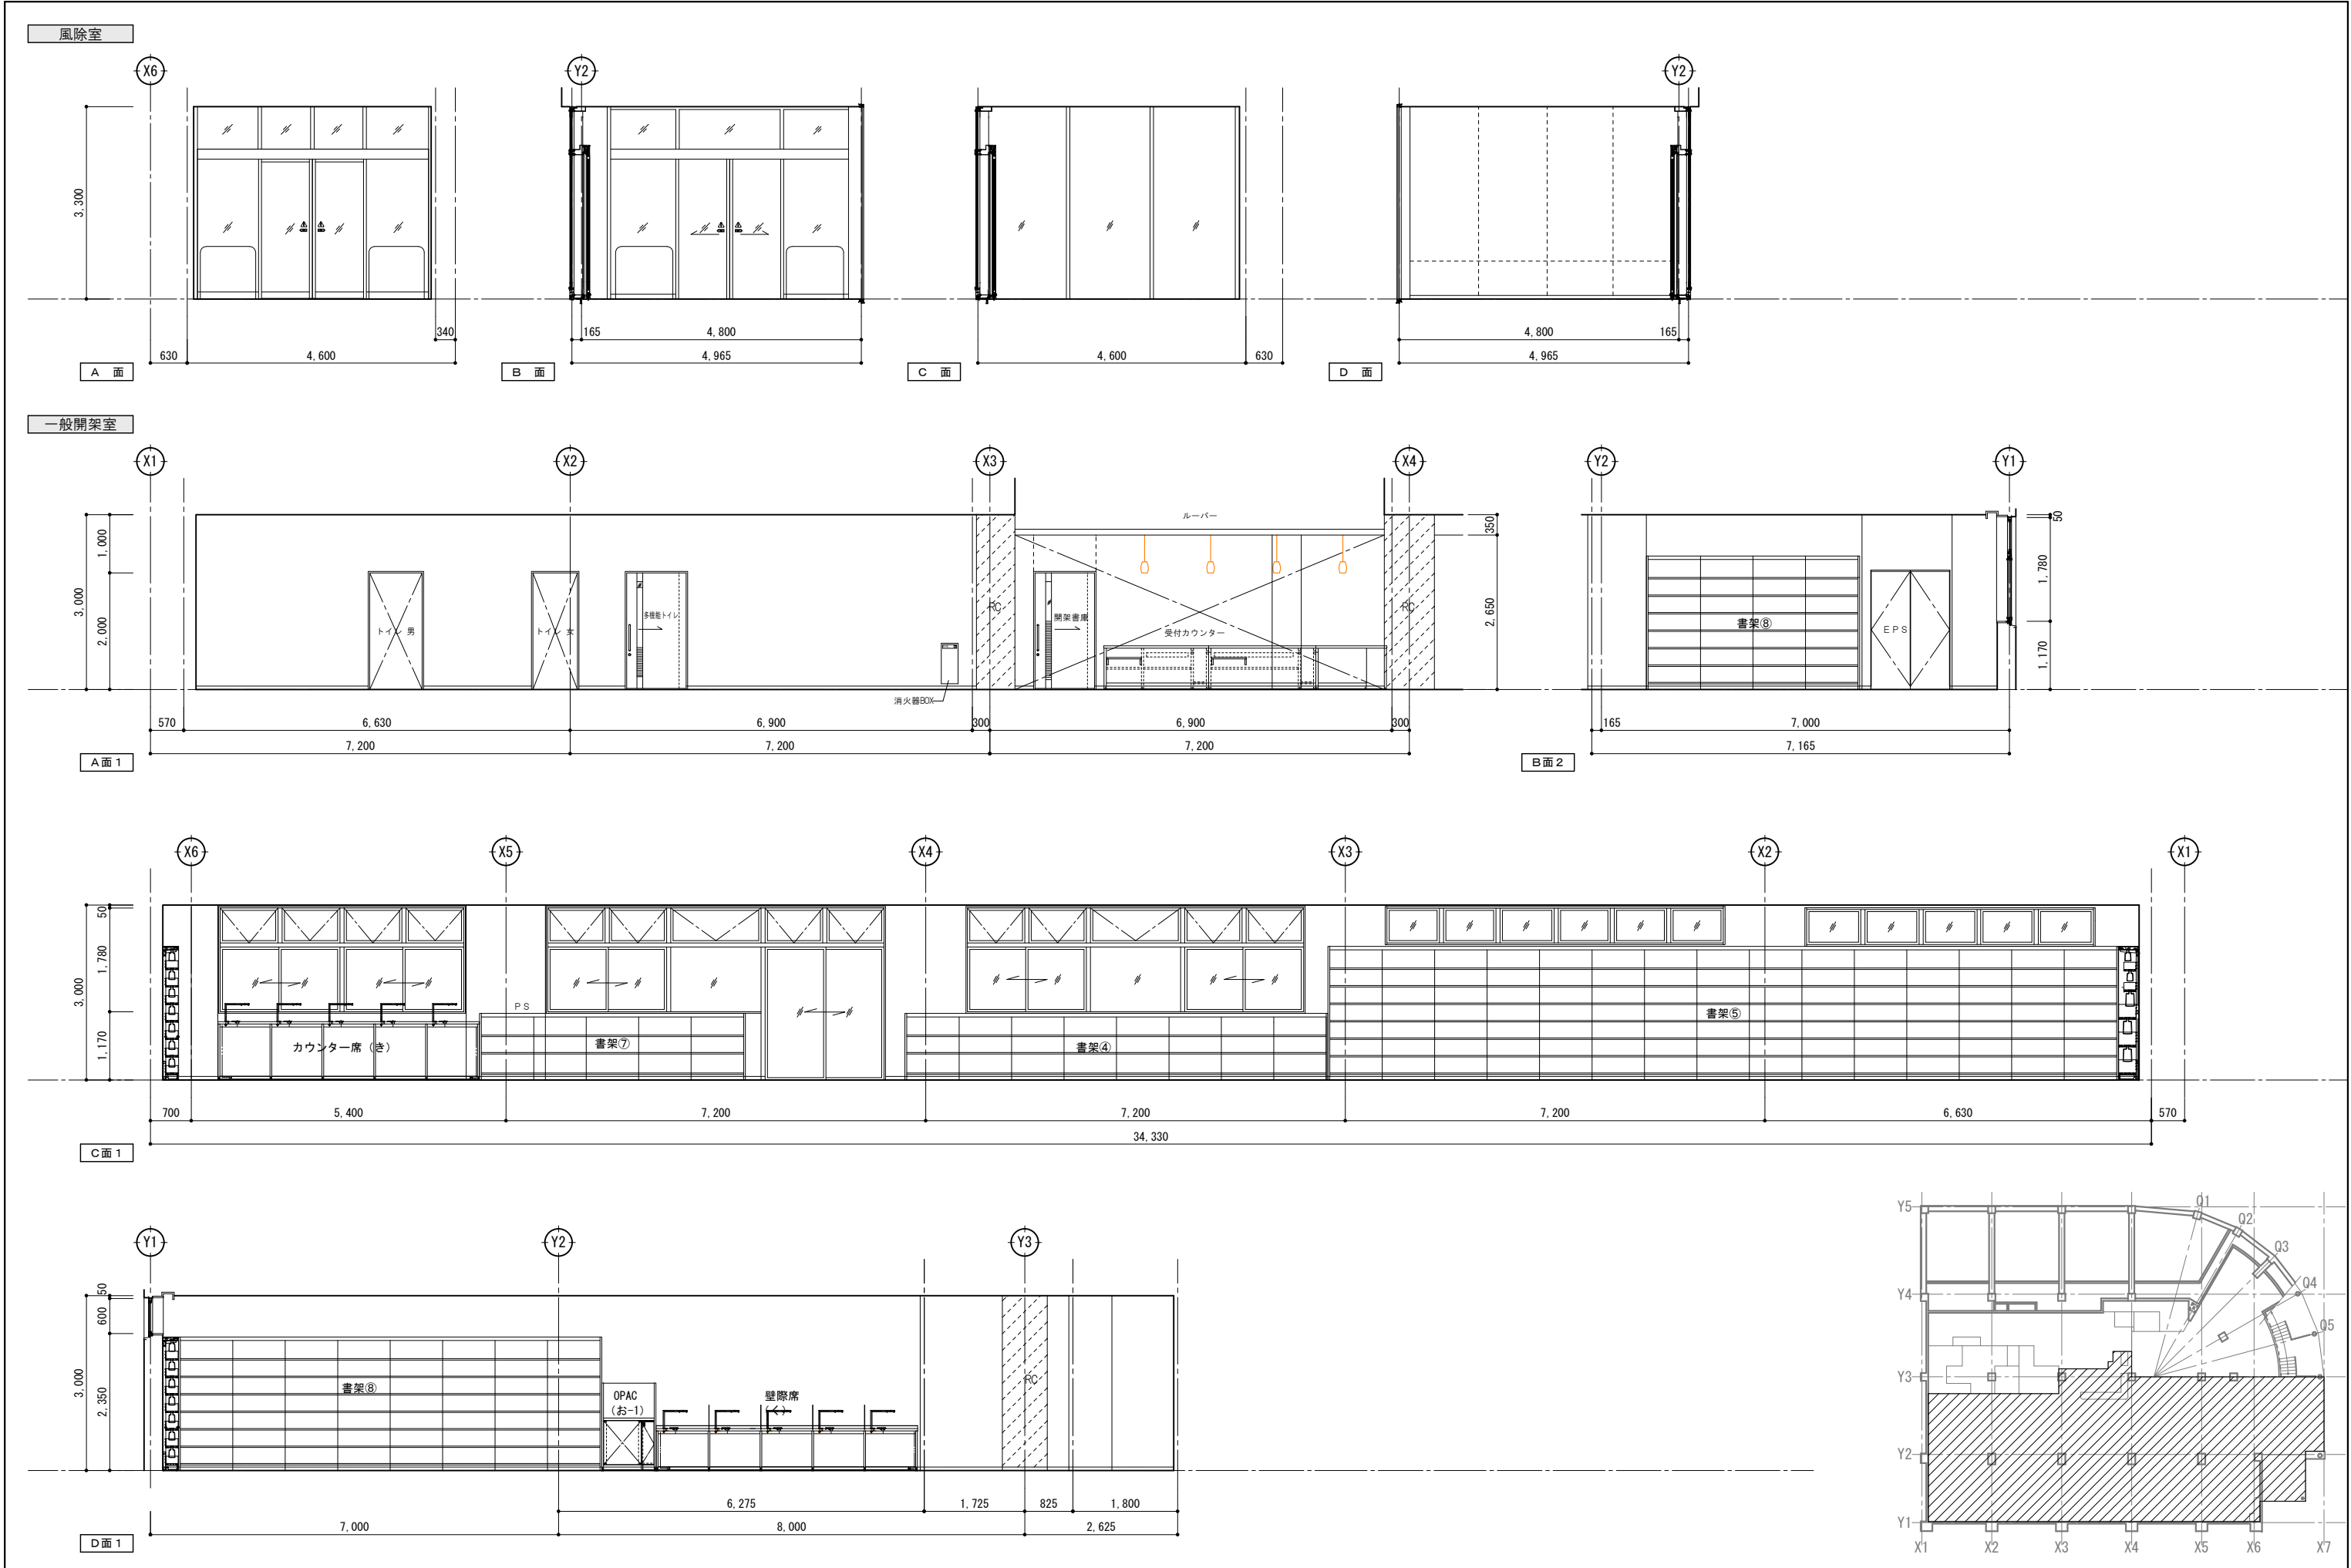 風除室
X6
Y2
Y2
3,300
340
165
4,800
4,800
165
630
4,600
4,965
4,600
630
4,965
A 面
B 面
C 面
D 面
一般開架室
X1
X2
X3
X4
Y2
Y1
ルーバー
1,000
3,000
2,000
350
2,650
50
1,780
1,170
トイレ 男
トイレ 女
多機能トイレ
RC
開架書庫
受付カウンター
RC
書架⑧
EPS
消火器BOX
570
6,630
6,900
300
6,900
300
165
7,000
7,200
7,200
7,200
7,165
A面1
B面2
X6
X5
X4
X3
X2
X1
50
1,780
3,000
1,170
PS
カウンター席（き）
書架⑦
書架④
書架⑤
700
5,400
7,200
7,200
7,200
6,630
570
34,330
C面1
Y1
Y2
Y3
50
600
3,000
2,350
書架⑧
OPAC
（お-1）
壁際席
（く）
RC
6,275
1,725
825
1,800
7,000
8,000
2,625
D面1
Y5
Q1
Q2
Q3
Y4
Q4
Q5
Y3
Y2
Y1
X1
X2
X3
X4
X5
X6
X7